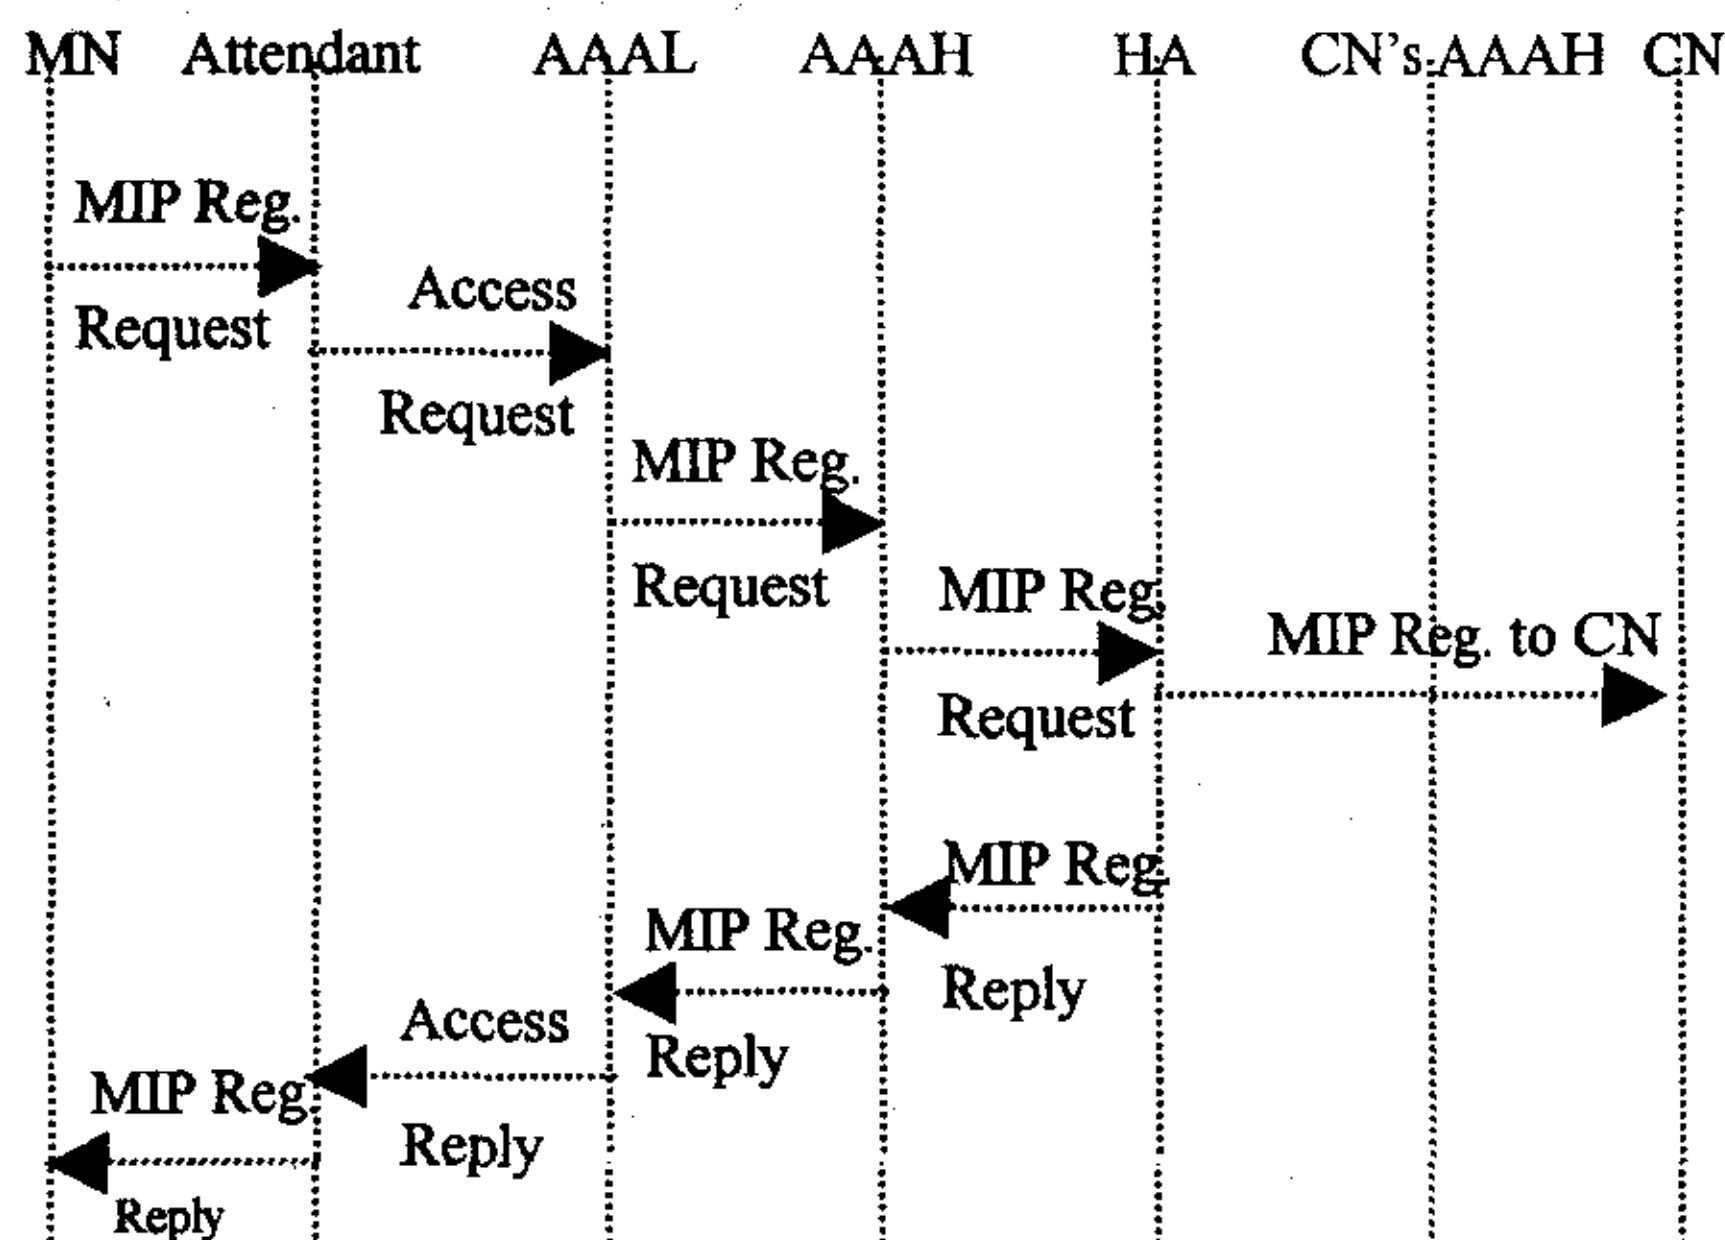 MN Attendant AAAL AAAH HA CN's AAAH CN
MIP Reg.
Request
Access
Request
MIP Reg.
Request
MIP Reg.
Request
MIP Reg. to CN
MIP Reg.
Reply
MIP Reg.
Reply
Access
Reply
MIP Reg.
Reply